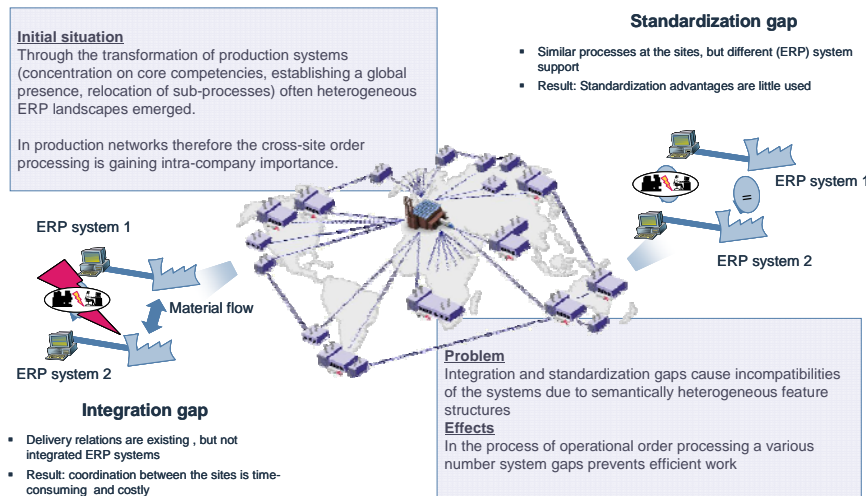 Initial situation
Through the transformation of production systems
(concentration on core competencies, establishing a global
presence, relocation of sub-processes) often heterogeneous
ERP landscapes emerged.
In production networks therefore the cross-site order
processing is gaining intra-company importance.
Standardization gap
▪ Similar processes at the sites, but different (ERP) system
support
▪ Result: Standardization advantages are little used
ERP system 1
=
ERP system 2
ERP system 1
Material flow
ERP system 2
Integration gap
▪ Delivery relations are existing , but not
integrated ERP systems
▪ Result: coordination between the sites is time-
consuming and costly
Problem
Integration and standardization gaps cause incompatibilities
of the systems due to semantically heterogeneous feature
structures
Effects
In the process of operational order processing a various
number system gaps prevents efficient work